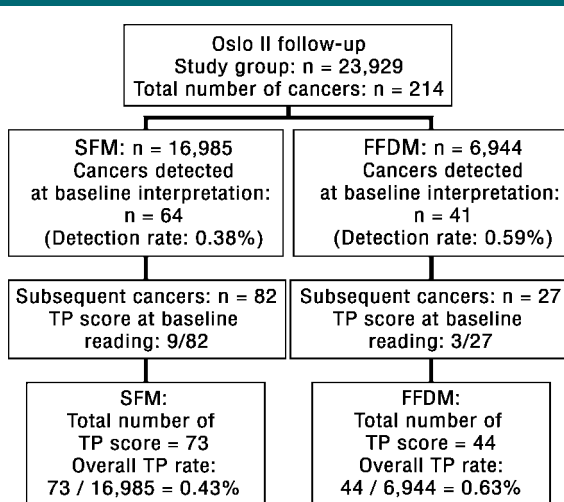 Oslo II follow-up
Study group: n = 23,929
Total number of cancers: n = 214
SFM: n = 16,985
Cancers detected
at baseline interpretation:
n = 64
(Detection rate: 0.38%)
FFDM: n = 6,944
Cancers detected
at baseline interpretation:
n = 41
(Detection rate: 0.59%)
Subsequent cancers: n = 82
TP score at baseline
reading: 9/82
Subsequent cancers: n = 27
TP score at baseline
reading: 3/27
SFM:
Total number of
TP score = 73
Overall TP rate:
73 / 16,985 = 0.43%
FFDM:
Total number of
TP score = 44
Overall TP rate:
44 / 6,944 = 0.63%